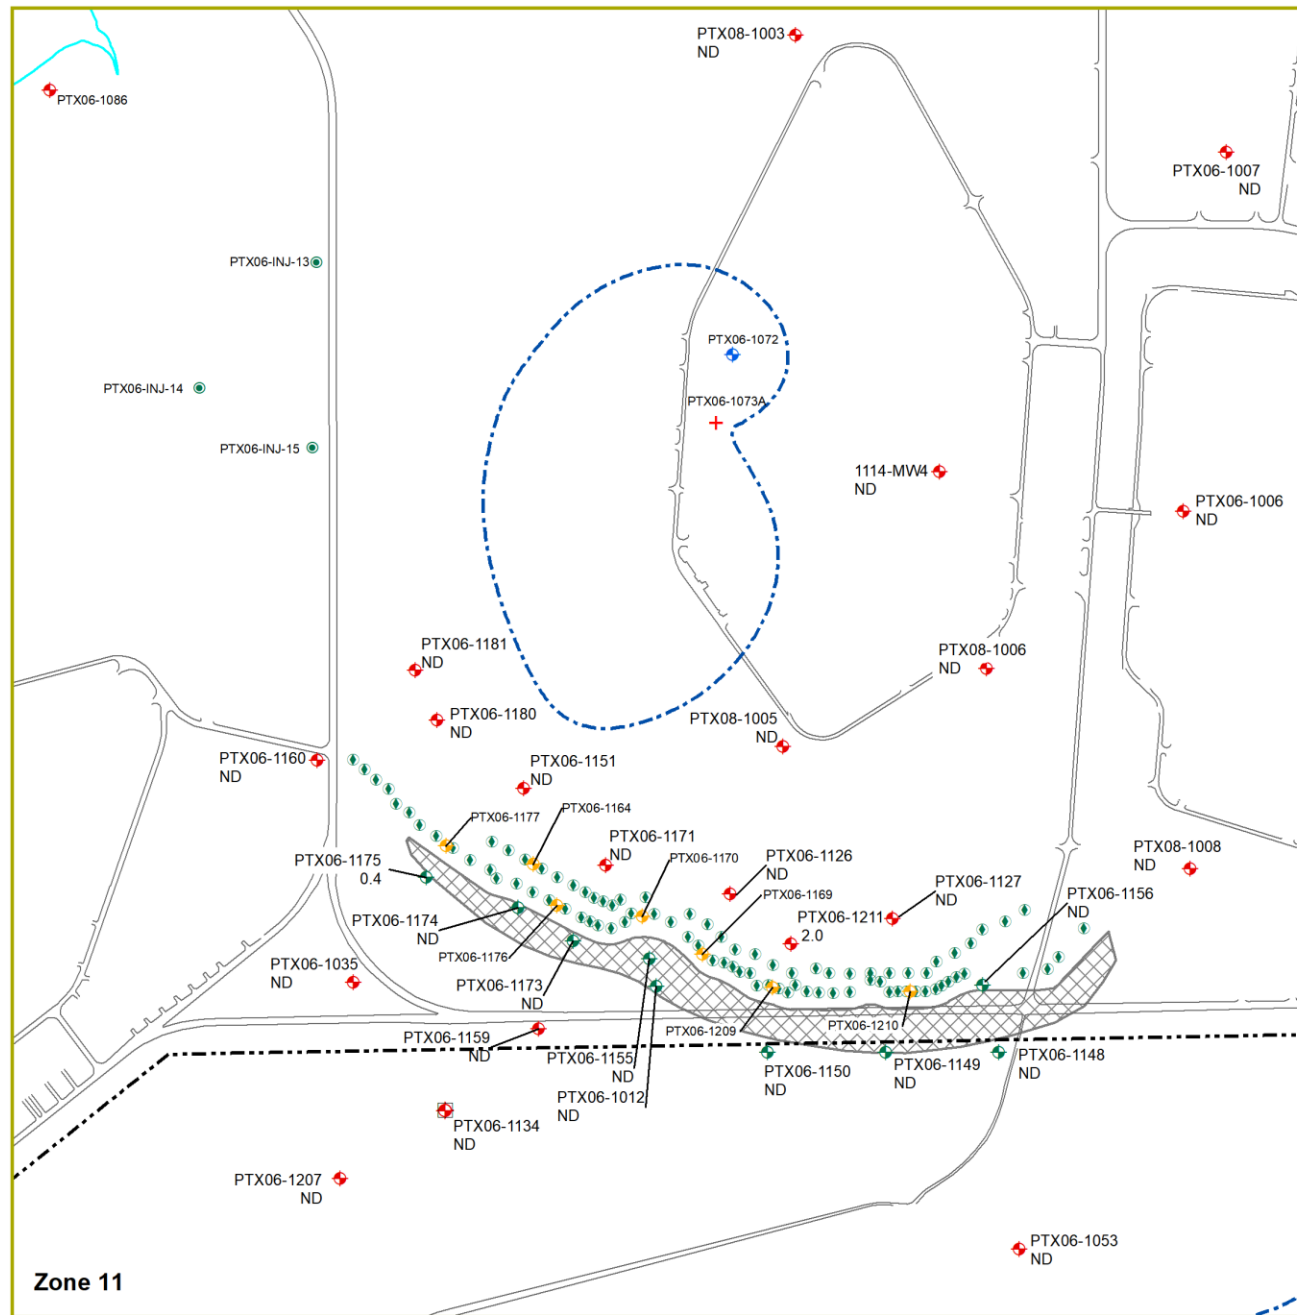 PTX08-1003
ND
PTX06-1086
PTX06-1007
ND
PTX06-INJ-13
PTX06-1072
PTX06-INJ-14
PTX06-1073A
PTX06-INJ-15
1114-MW4
ND
PTX06-1006
ND
PTX06-1181
ND
PTX08-1006
ND
PTX06-1180
ND
PTX08-1005
ND
PTX06-1160
ND
PTX06-1151
ND
PTX06-1177
PTX06-1164
PTX06-1171
ND
PTX06-1170
PTX06-1126
ND
PTX06-1175
0.4
PTX08-1008
ND
PTX06-1127
ND
PTX06-1156
ND
PTX06-1169
PTX06-1174
ND
PTX06-1211
2.0
PTX06-1176
PTX06-1035
ND
PTX06-1173
ND
PTX06-1209
PTX06-1210
PTX06-1159
ND
PTX06-1155
ND
PTX06-1150
ND
PTX06-1149
ND
PTX06-1148
ND
PTX06-1012
ND
PTX06-1134
ND
PTX06-1207
ND
PTX06-1053
ND
Zone 11